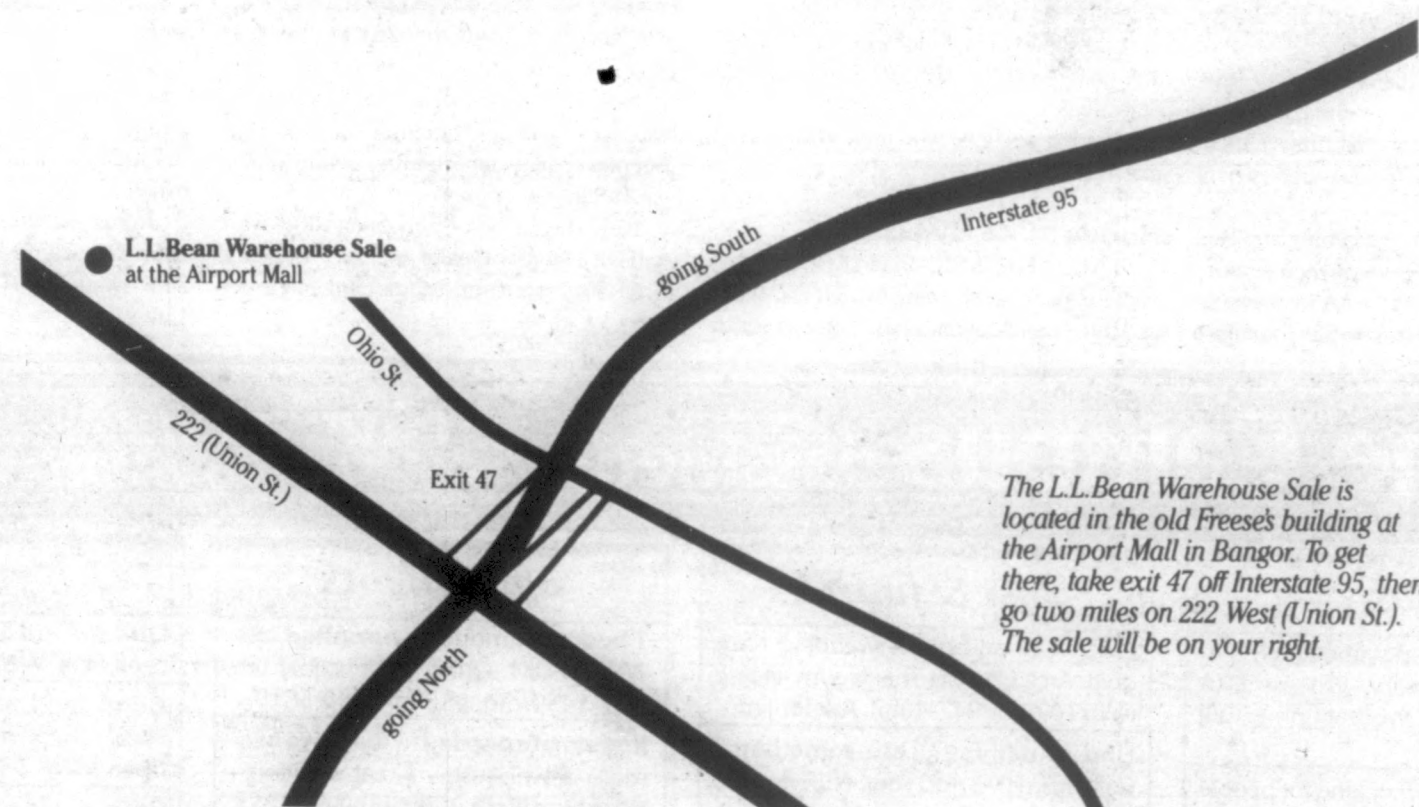 L.L.Bean Warehouse Sale
at the Airport Mall
going South
Interstate 95
Ohio St.
222 (Union St.)
Exit 47
going North
The L.L.Bean Warehouse Sale is
located in the old Freese's building at
the Airport Mall in Bangor. To get
there, take exit 47 off Interstate 95, then
go two miles on 222 West (Union St.).
The sale will be on your right.